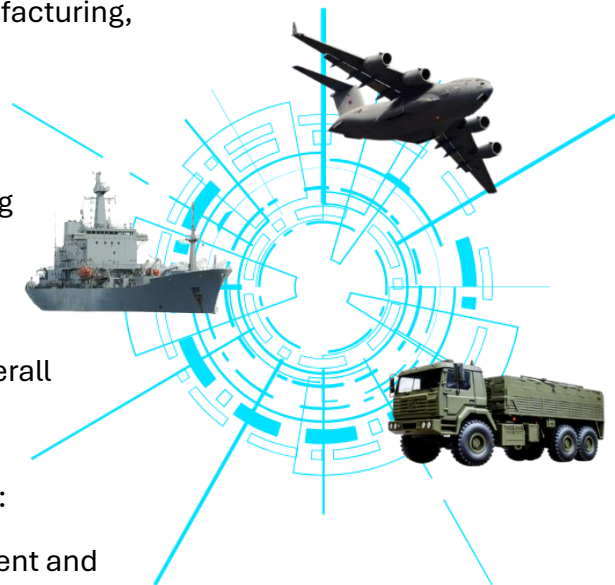 facturing,
g
erall
:
ent and